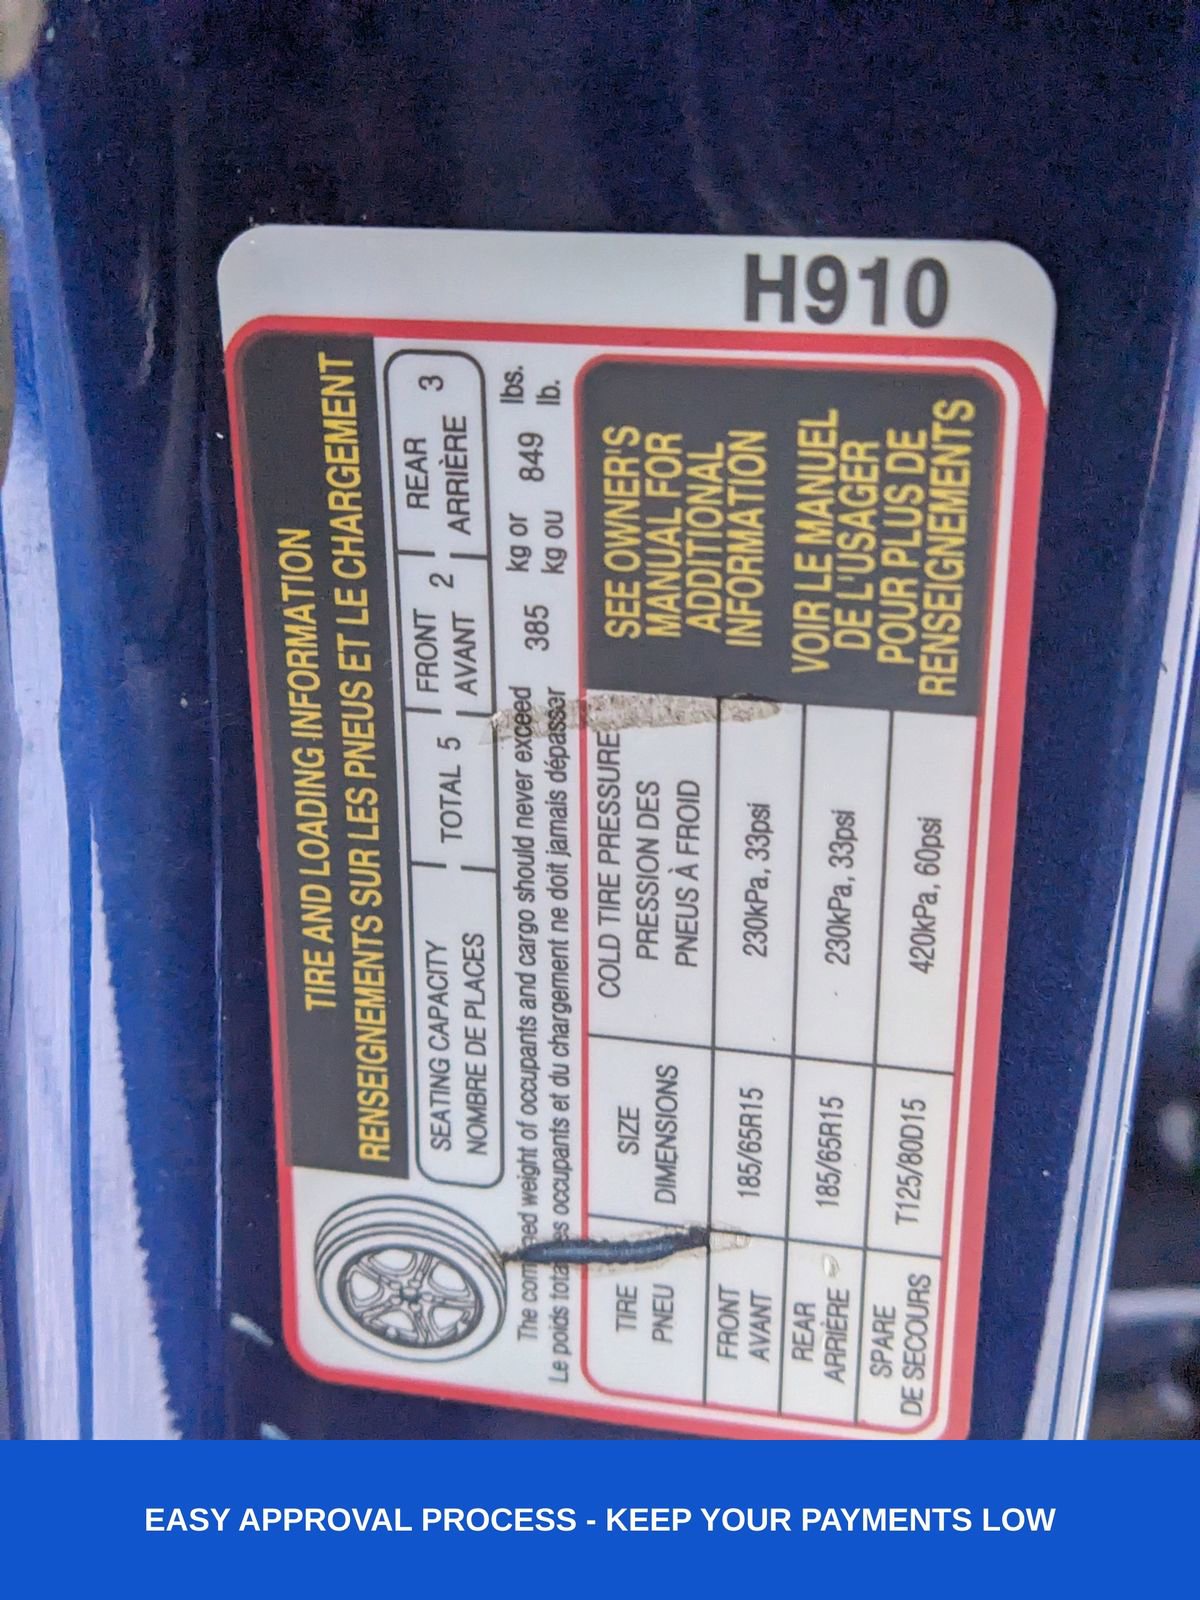 TIRE AND LOADING INFORMATION
RENSEIGNEMENTS SUR LES PNEUS ET LE CHARGEMENT
SEATING CAPACITY
NOMBRE DE PLACES
TOTAL 5
FRONT
AVANT 2
REAR
ARRIÈRE 3
The weight of occupants and cargo should never exceed 385 kg or 849 lbs.
Le poids occupants et du chargement ne doit jamais dépasser kg ou lb.
TIRE
PNEU
SIZE
DIMENSIONS
COLD TIRE PRESSURE
PRESSION DES
PNEUS À FROID
FRONT
AVANT
185/65R15
230kPa, 33psi
REAR
ARRIÈRE
185/65R15
230kPa, 33psi
SPARE
DE SECOURS
T125/80D15
420kPa, 60psi
SEE OWNER'S
MANUAL FOR
ADDITIONAL
INFORMATION
VOIR LE MANUEL
DE L'USAGER
POUR PLUS DE
RENSEIGNEMENTS
H910
EASY APPROVAL PROCESS - KEEP YOUR PAYMENTS LOW